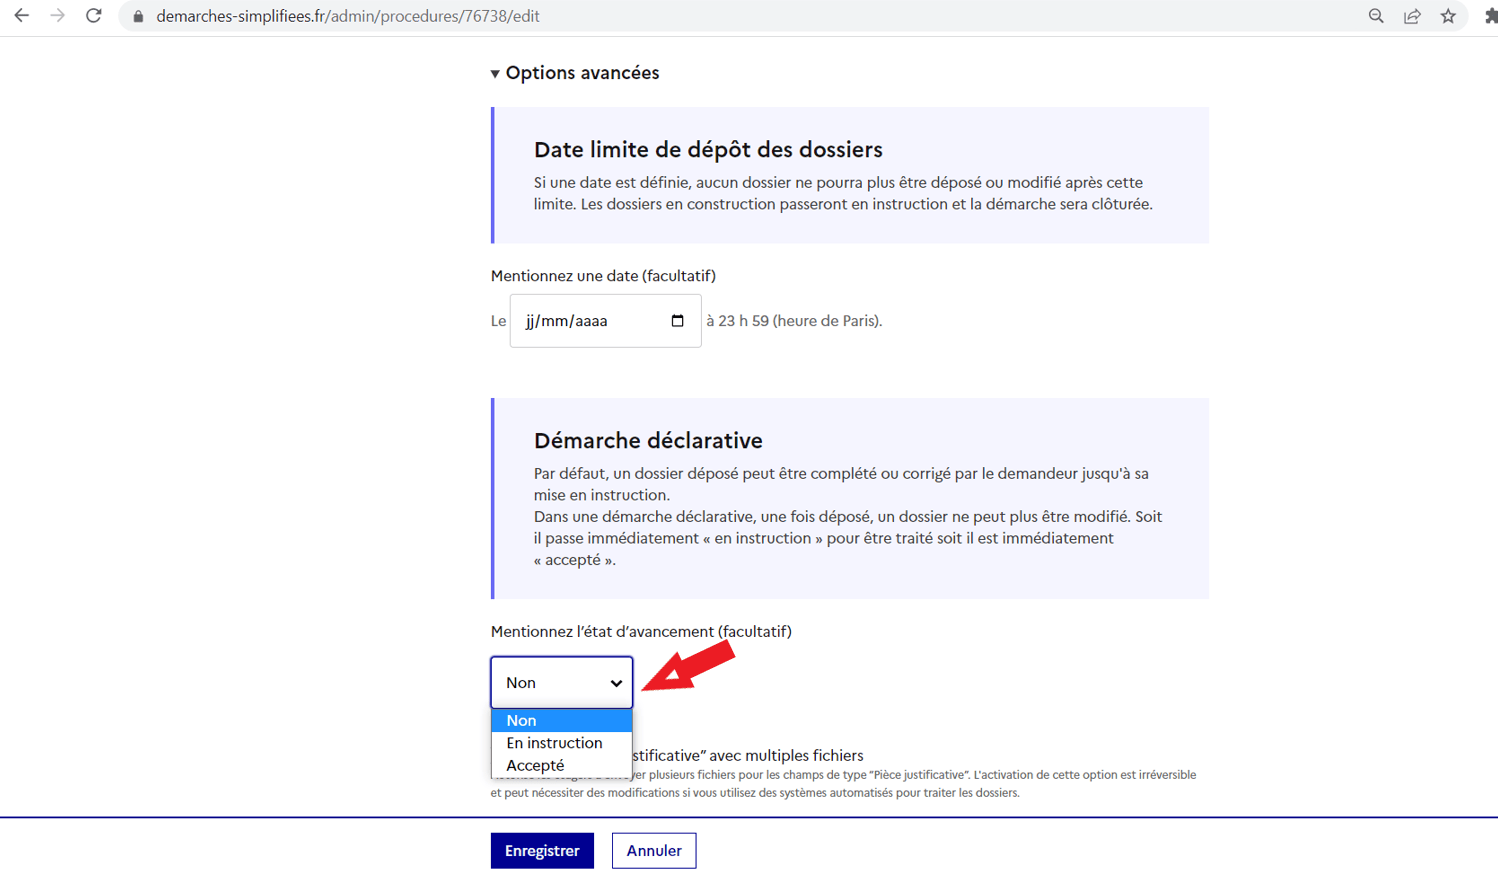 demarches-simplifiees.fr/admin/procedures/76738/edit
Options avancées
Date limite de dépôt des dossiers
Si une date est définie, aucun dossier ne pourra plus être déposé ou modifié après cette
limite. Les dossiers en construction passeront en instruction et la démarche sera clôturée.
Mentionnez une date (facultatif)
Le jj/mm/aaaa à 23 h 59 (heure de Paris).
Démarche déclarative
Par défaut, un dossier déposé peut être complété ou corrigé par le demandeur jusqu'à sa
mise en instruction.
Dans une démarche déclarative, une fois déposé, un dossier ne peut plus être modifié. Soit
il passe immédiatement « en instruction » pour être traité soit il est immédiatement
« accepté ».
Mentionnez l’état d’avancement (facultatif)
Non
Non
En instruction
Accepté
stificative” avec multiples fichiers
plusieurs fichiers pour les champs de type “Pièce justificative”. L'activation de cette option est irréversible
et peut nécessiter des modifications si vous utilisez des systèmes automatisés pour traiter les dossiers.
Enregistrer Annuler